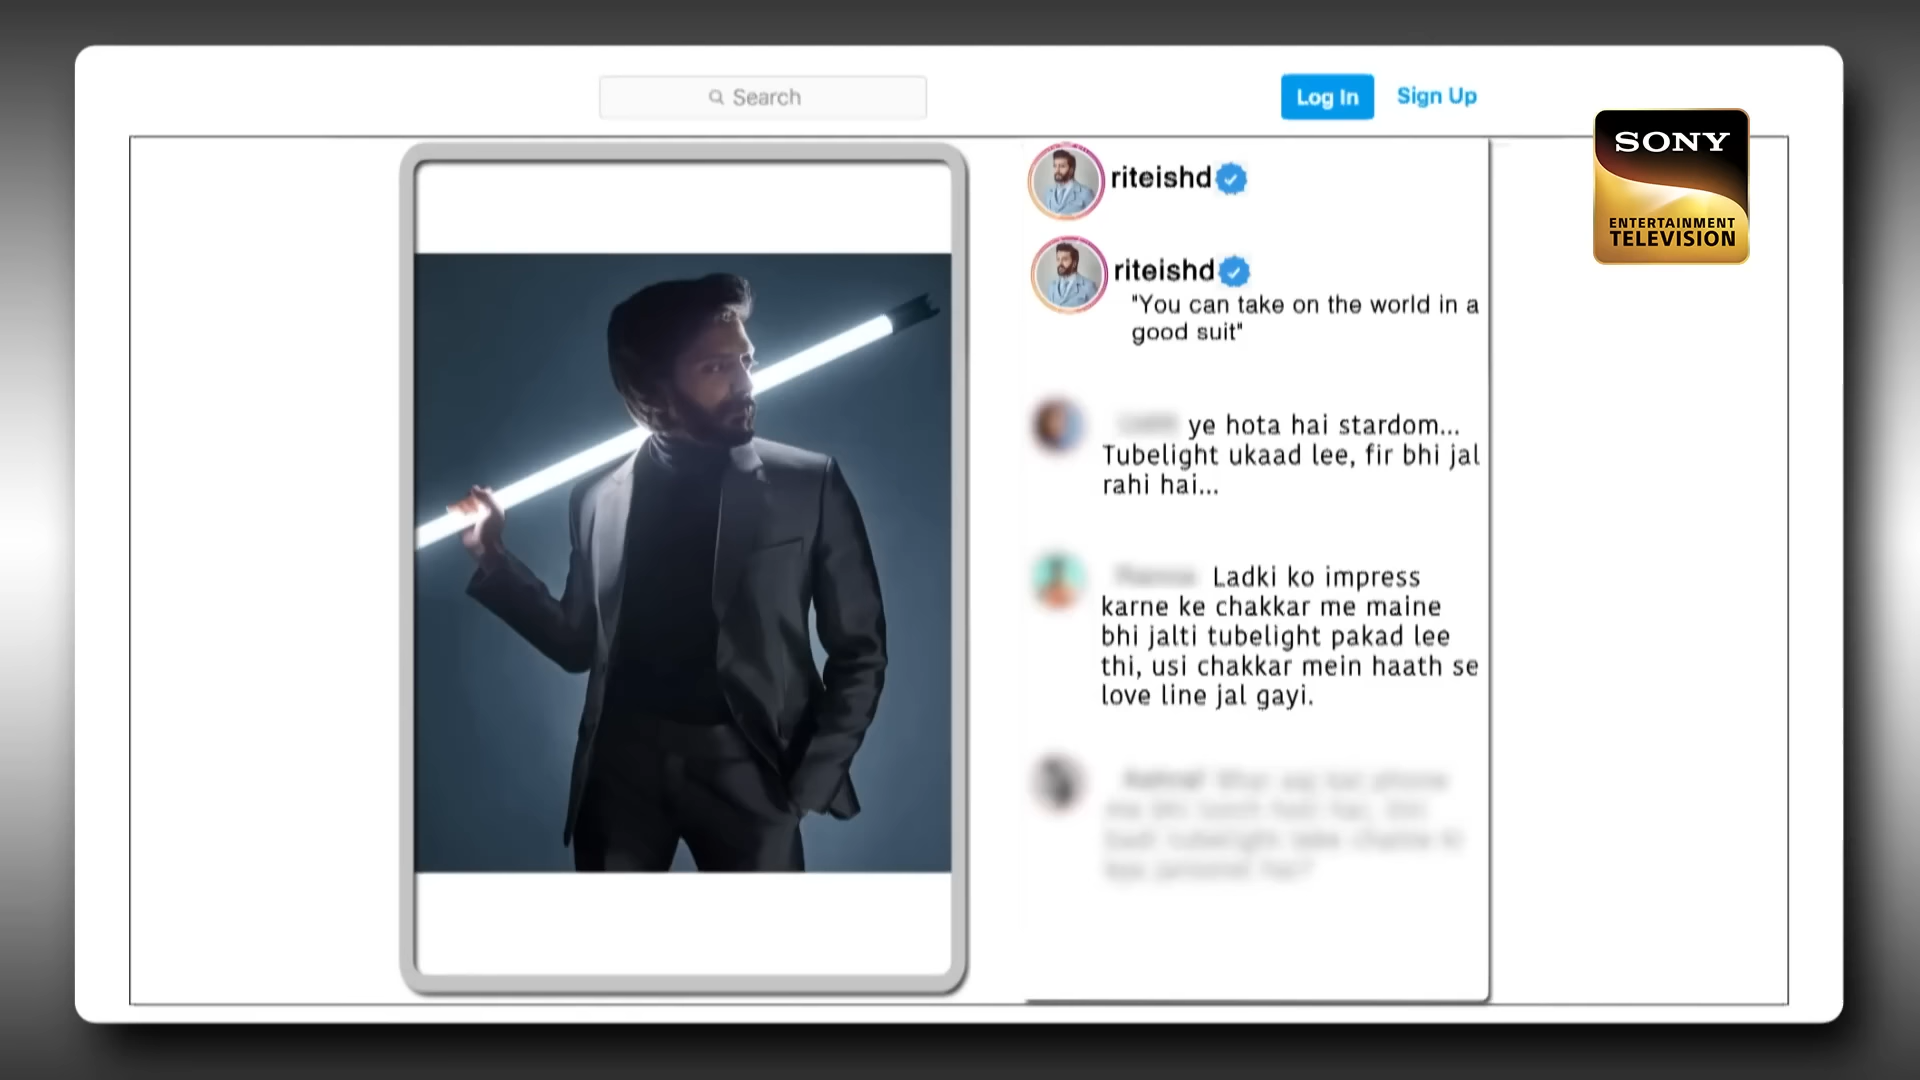 Search
Log In
Sign Up
SONY
ENTERTAINMENT
TELEVISION
riteishd
riteishd
"You can take on the world in a
good suit"
ye hota hai stardom...
Tubelight ukaad lee, fir bhi jal
rahi hai...
Ladki ko impress
karne ke chakkar me maine
bhi jalti tubelight pakad lee
thi, usi chakkar mein haath se
love line jal gayi.